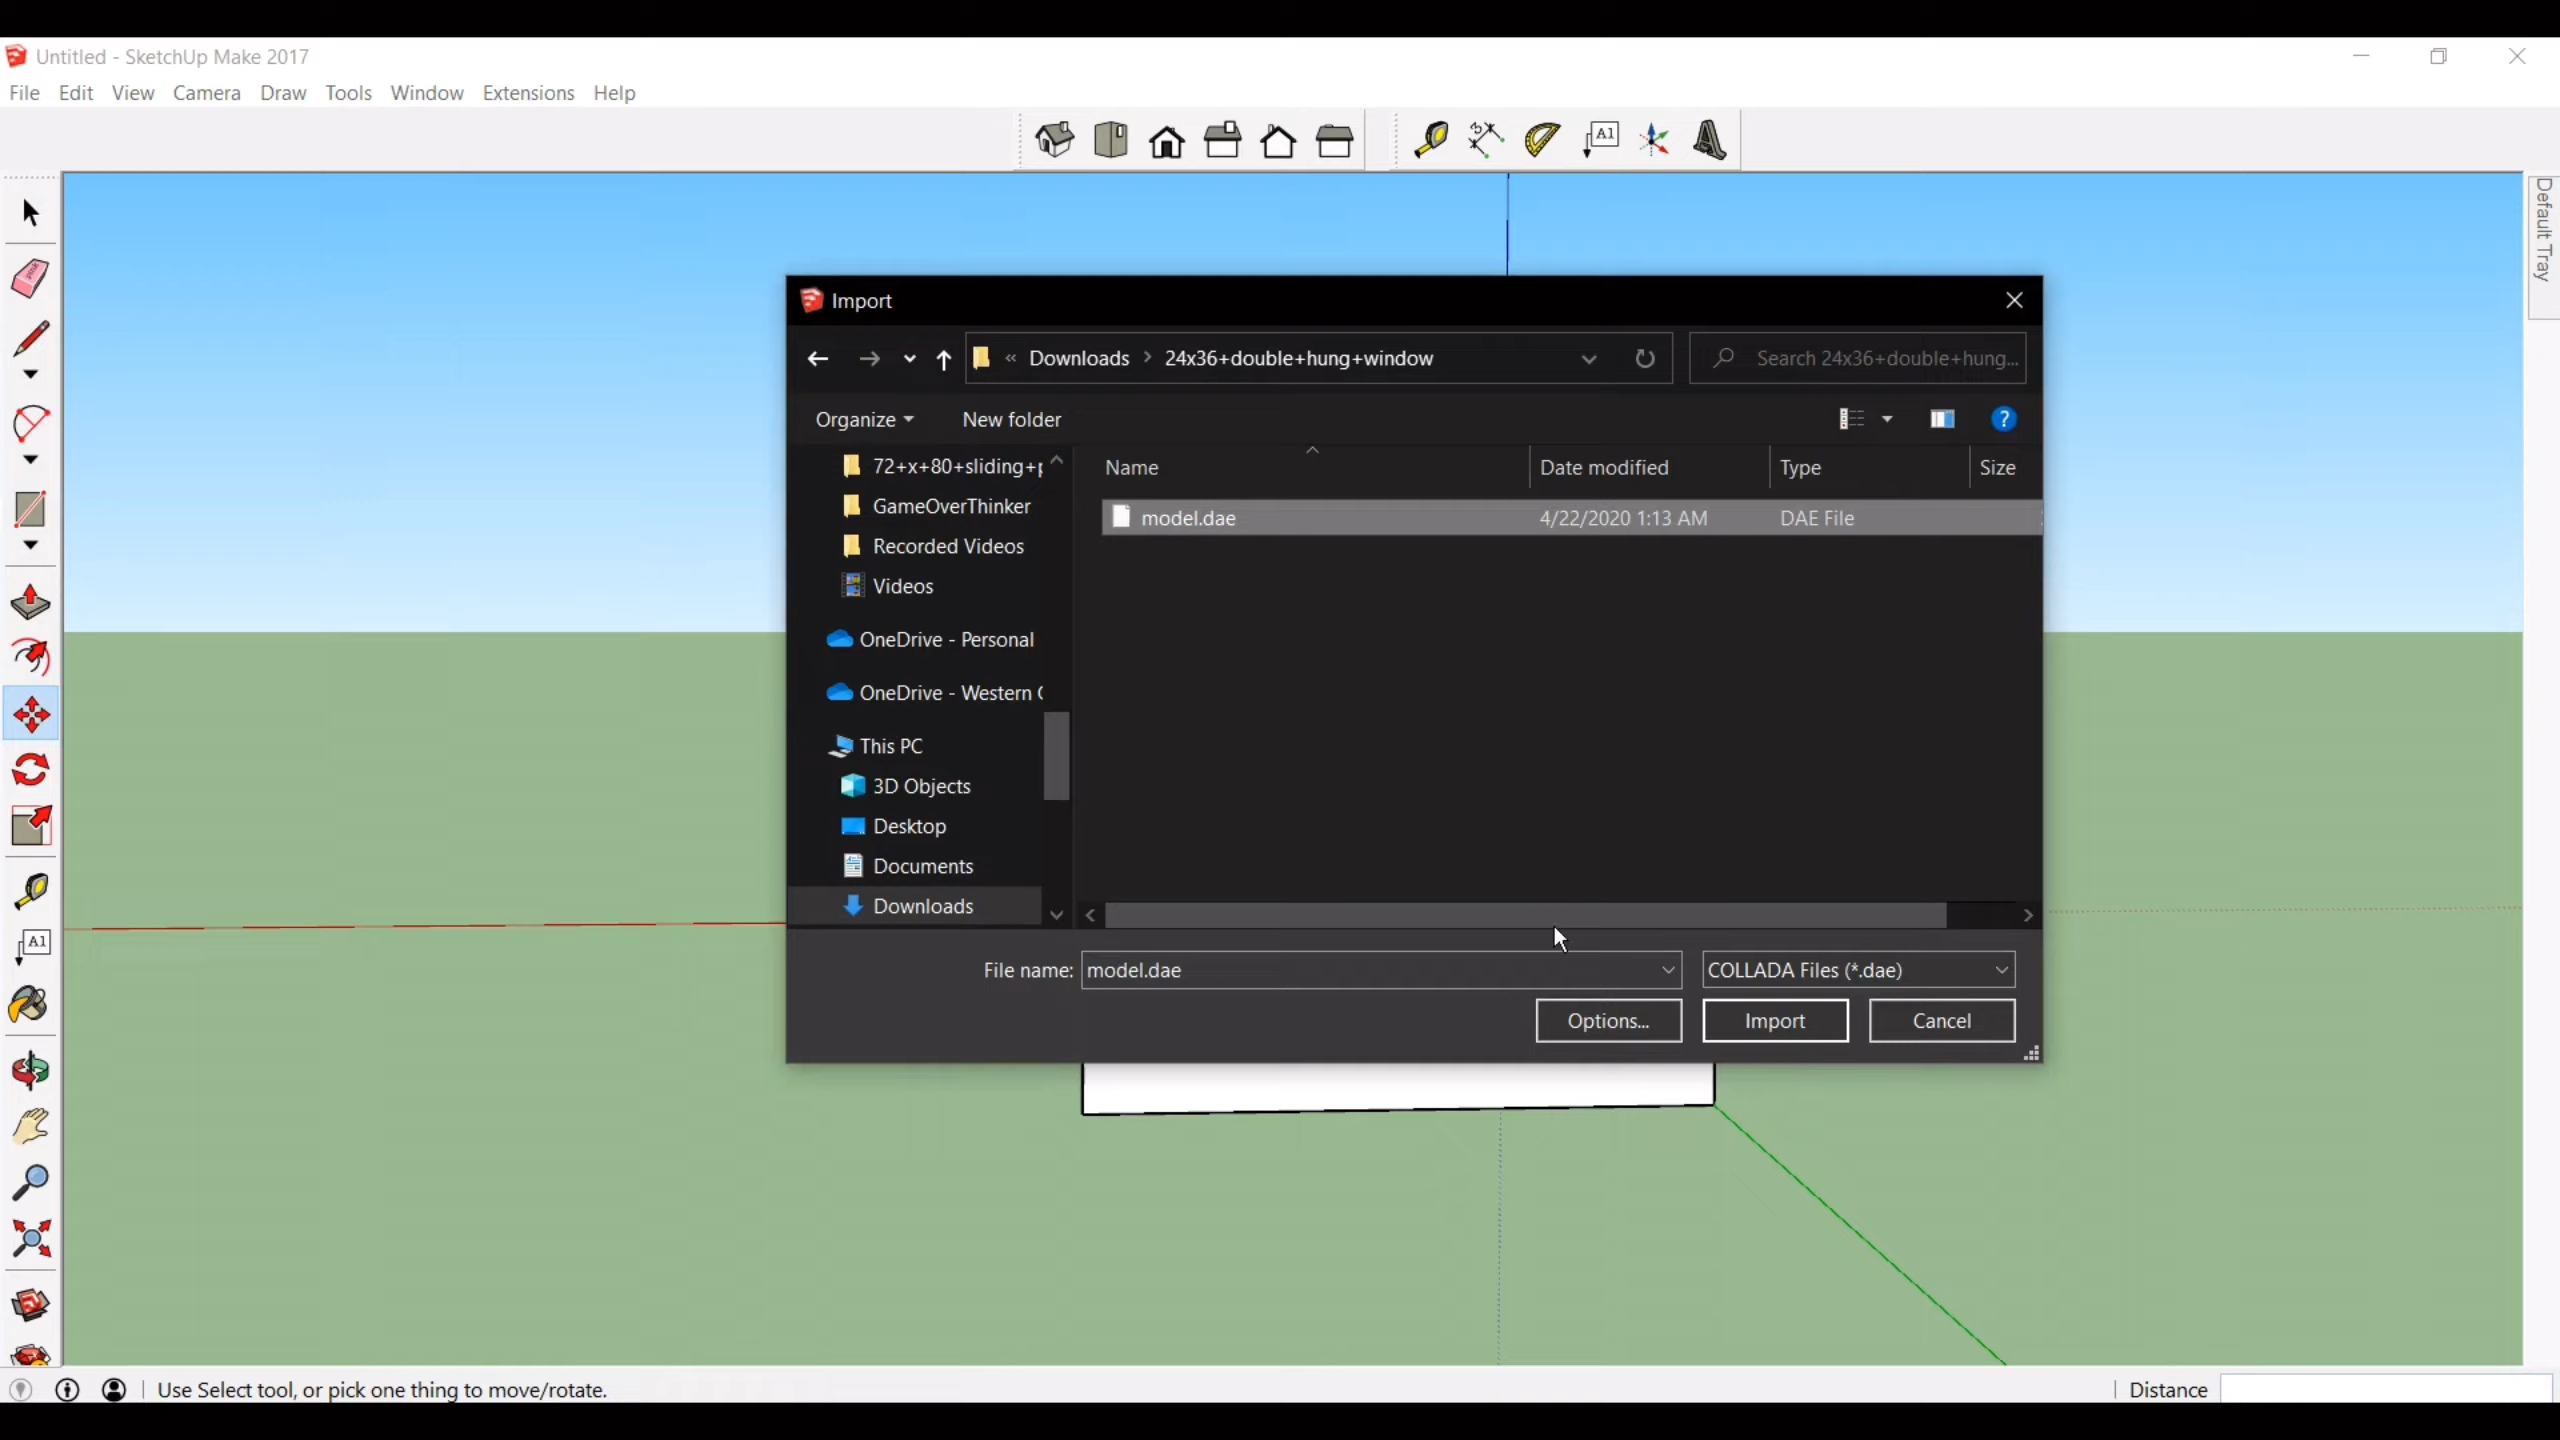 Untitled - SketchUp Make 2017
File Edit View Camera Draw Tools Window Extensions Help
A1
Default Tray
Import
« Downloads > 24x36+double+hung+window
Search 24x36+double+hung...
Organize New folder
Name Date modified Type Size
model.dae 4/22/2020 1:13 AM DAE File
72+x+80+sliding+p
GameOverThinker
Recorded Videos
Videos
OneDrive - Personal
OneDrive - Western
This PC
3D Objects
Desktop
Documents
Downloads
A1
File name: model.dae COLLADA Files (*.dae)
Options... Import Cancel
Use Select tool, or pick one thing to move/rotate.
Distance